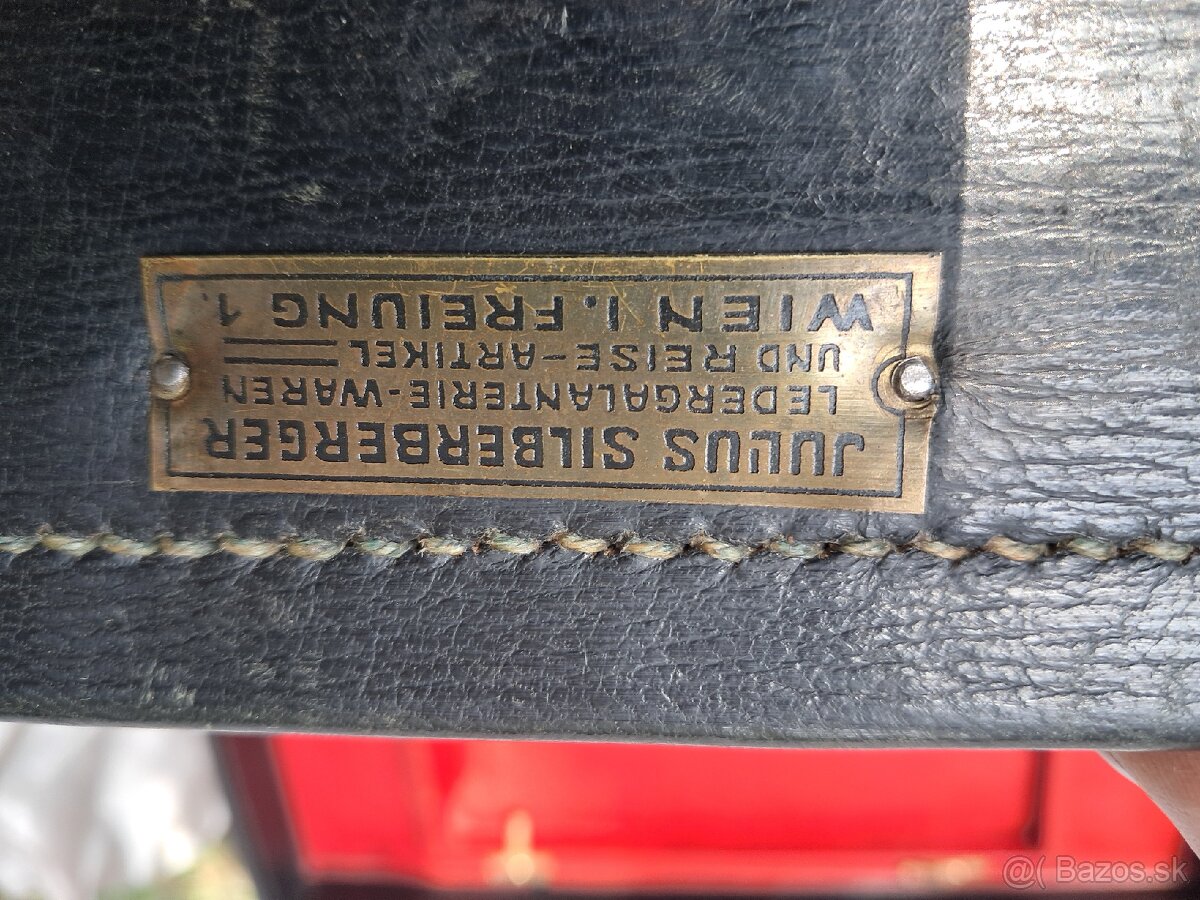 JULIUS SILBERBERGER
LEDERGALANTERIE-WAREN
UND REISE-ARTIKEL
WIEN I. FREIUNG 1.
Bazos.sk